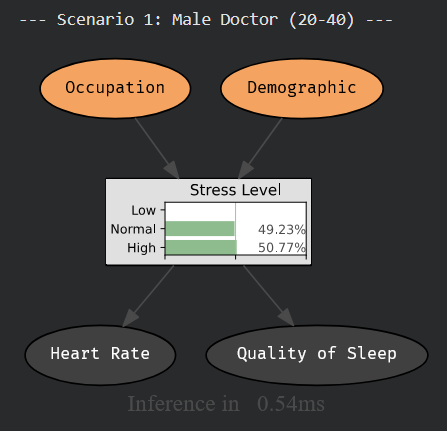 --- Scenario 1: Male Doctor (20-40) ---
Occupation
Demographic
Stress Level
Low
Normal 49.23%
High 50.77%
Heart Rate
Quality of Sleep
Inference in 0.54ms